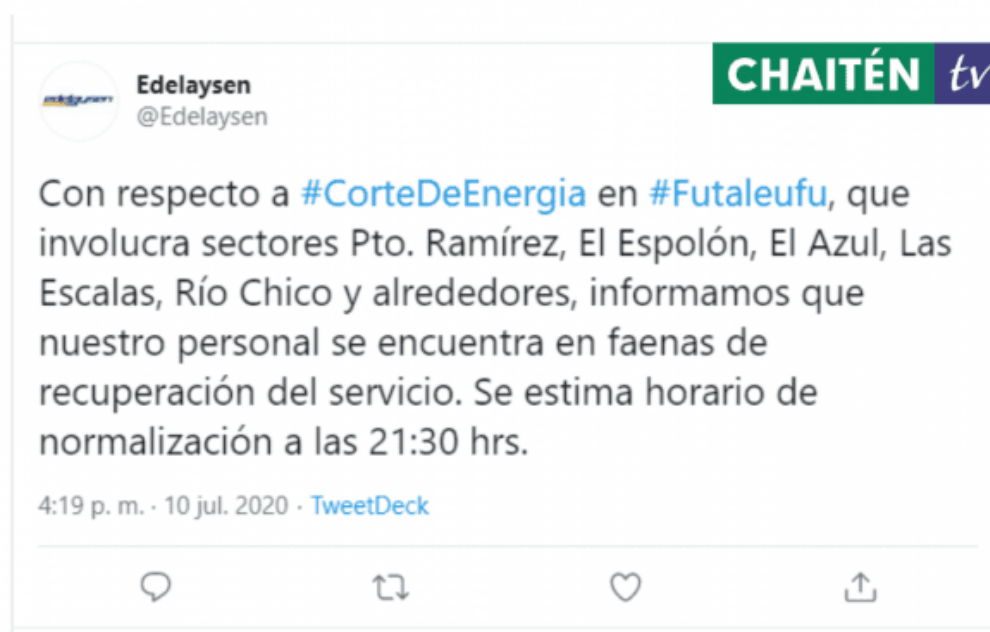 CHAITÉN tv
edelaysen
Edelaysen
@Edelaysen
Con respecto a #CorteDeEnergia en #Futaleufu, que
involucra sectores Pto. Ramírez, El Espolón, El Azul, Las
Escalas, Río Chico y alrededores, informamos que
nuestro personal se encuentra en faenas de
recuperación del servicio. Se estima horario de
normalización a las 21:30 hrs.
4:19 p. m. · 10 jul. 2020 · TweetDeck